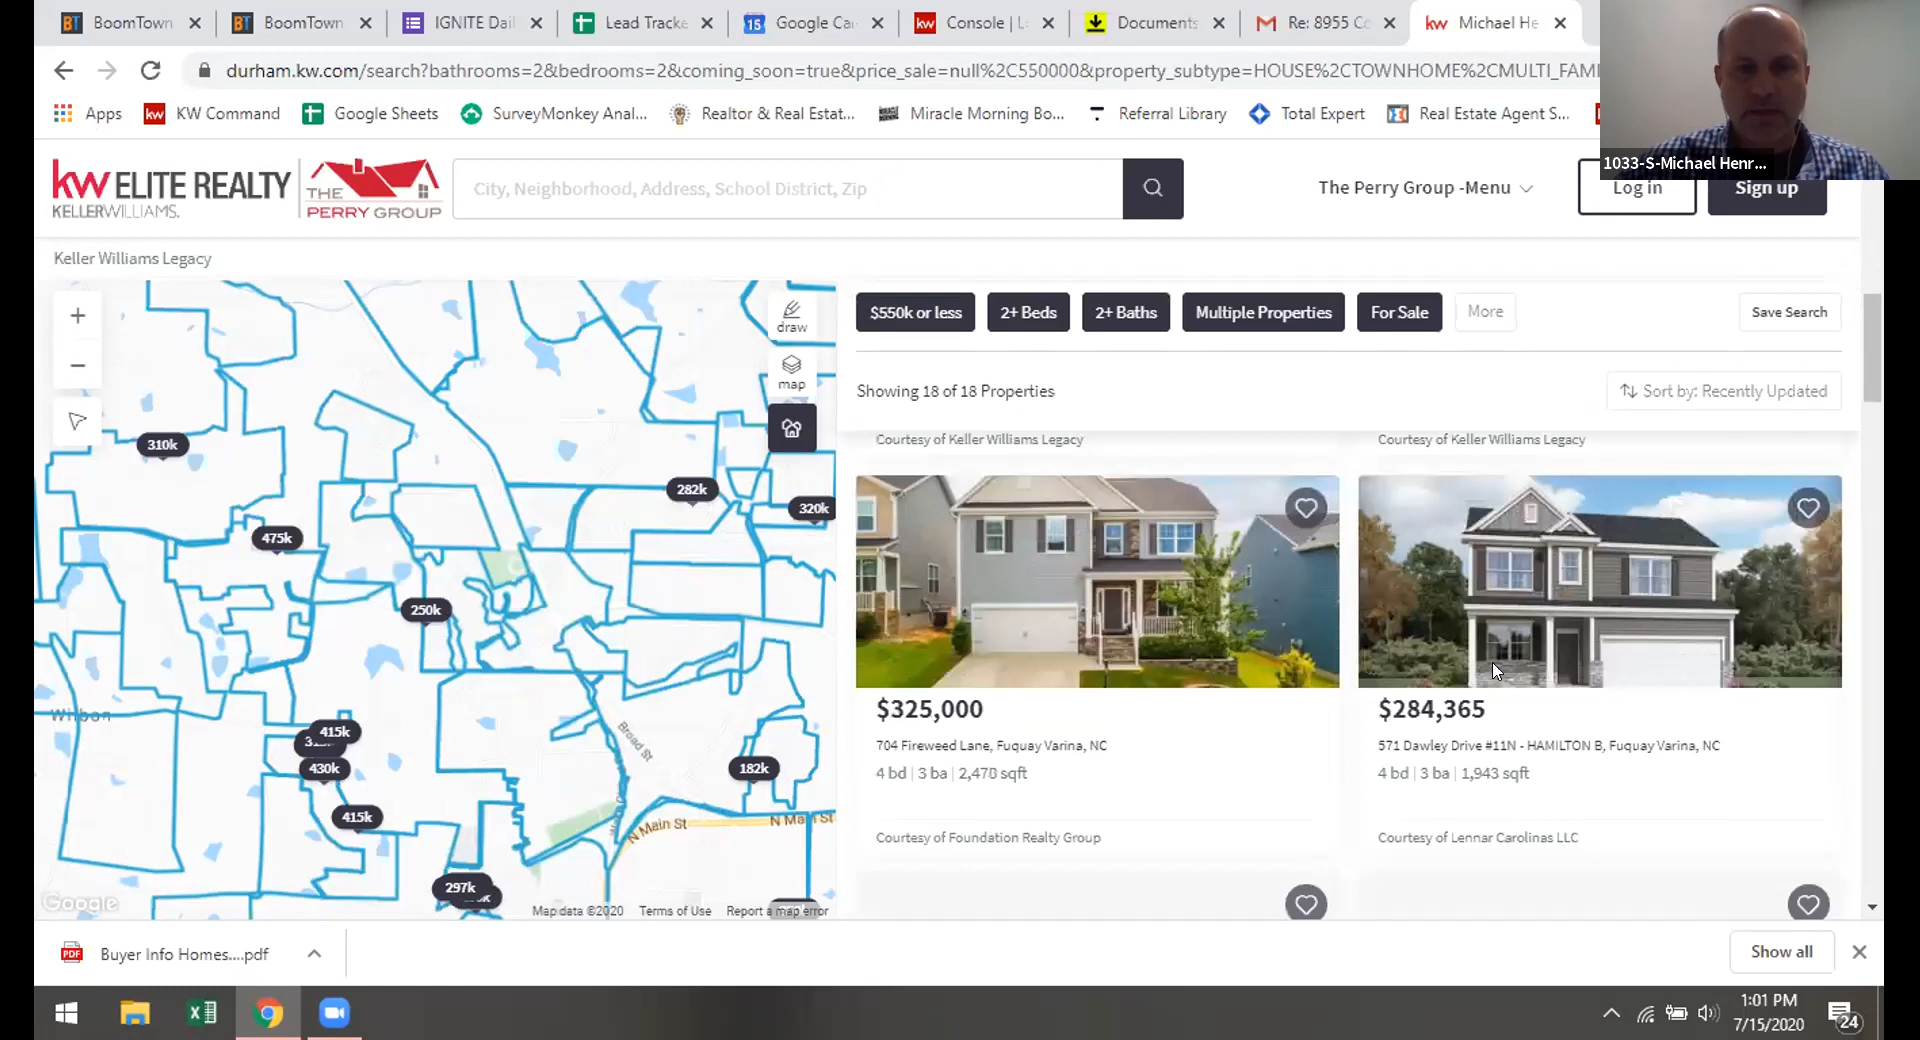 BoomTown
BoomTown
IGNITE Dail
Lead Tracke
Google Ca
Console | L
Documents
Re: 8955 Co
Michael He
durham.kw.com/search?bathrooms=2&bedrooms=2&coming_soon=true&price_sale=null%2C550000&property_subtype=HOUSE%2CTOWNHOME%2CMULTI_FAMI
Apps
KW Command
Google Sheets
SurveyMonkey Anal...
Realtor & Real Estat...
Miracle Morning Bo...
Referral Library
Total Expert
Real Estate Agent S...
1033-S-Michael Henr...
kw ELITE REALTY
KELLERWILLIAMS.
THE
PERRY GROUP
City, Neighborhood, Address, School District, Zip
The Perry Group -Menu
Log in
Sign up
Keller Williams Legacy
draw
map
310k
282k
320k
475k
250k
Wilbon
415k
430k
415k
182k
297k
Broad St
N Main St
N Main St
Google
Map data ©2020
Terms of Use
Report a map error
$550k or less
2+ Beds
2+ Baths
Multiple Properties
For Sale
More
Save Search
Showing 18 of 18 Properties
Sort by: Recently Updated
Courtesy of Keller Williams Legacy
Courtesy of Keller Williams Legacy
$325,000
704 Fireweed Lane, Fuquay Varina, NC
4 bd | 3 ba | 2,470 sqft
Courtesy of Foundation Realty Group
$284,365
571 Dawley Drive #11N - HAMILTON B, Fuquay Varina, NC
4 bd | 3 ba | 1,943 sqft
Courtesy of Lennar Carolinas LLC
PDF
Buyer Info Homes....pdf
Show all
1:01 PM
7/15/2020
24